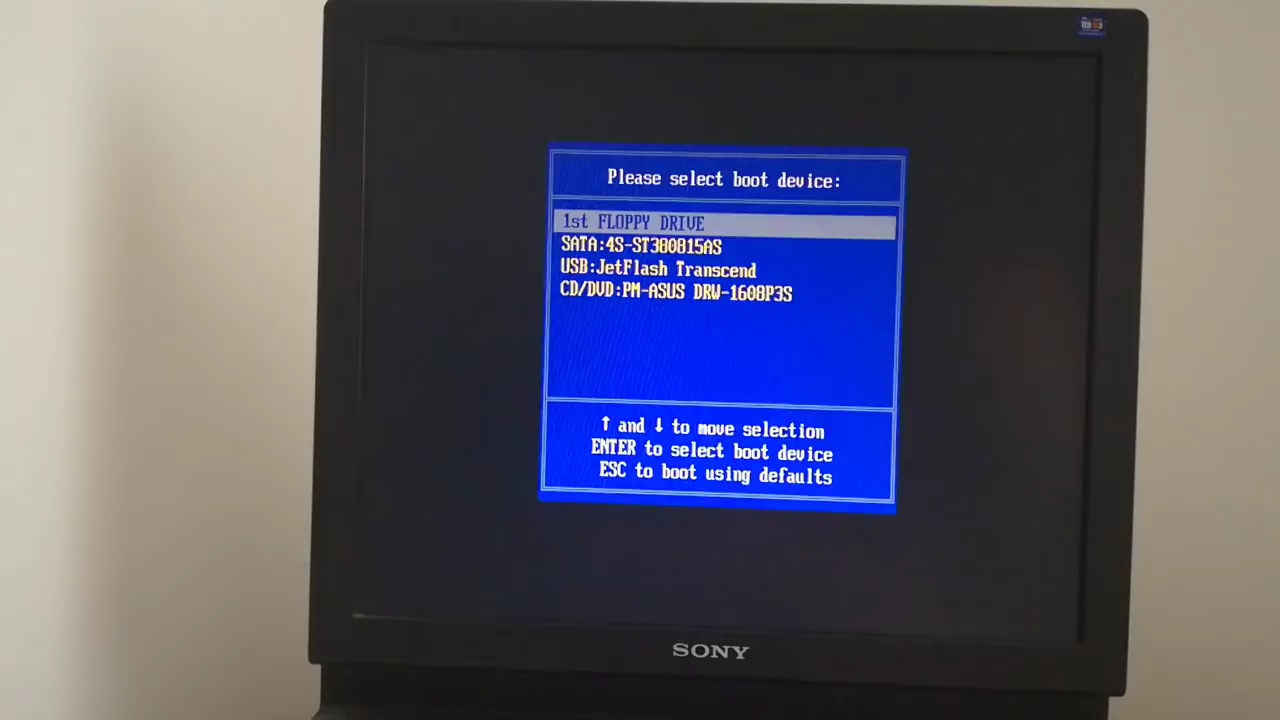 Please select boot device:
1st FLOPPY DRIVE
SATA:4S-ST380815AS
USB:JetFlash Transcend
CD/DVD:PM-ASUS DRW-1608P3S
↑ and ↓ to move selection
ENTER to select boot device
ESC to boot using defaults
SONY